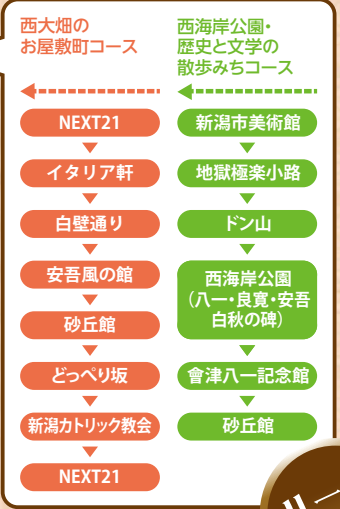 西大畑の
お屋敷町コース
NEXT21
イタリア軒
白壁通り
安吾風の館
砂丘館
どっぺり坂
新潟カトリック教会
NEXT21
西海岸公園・
歴史と文学の
散歩みちコース
新潟市美術館
地獄極楽小路
ドン山
西海岸公園
(八一・良寛・安吾
白秋の碑)
會津八一記念館
砂丘館